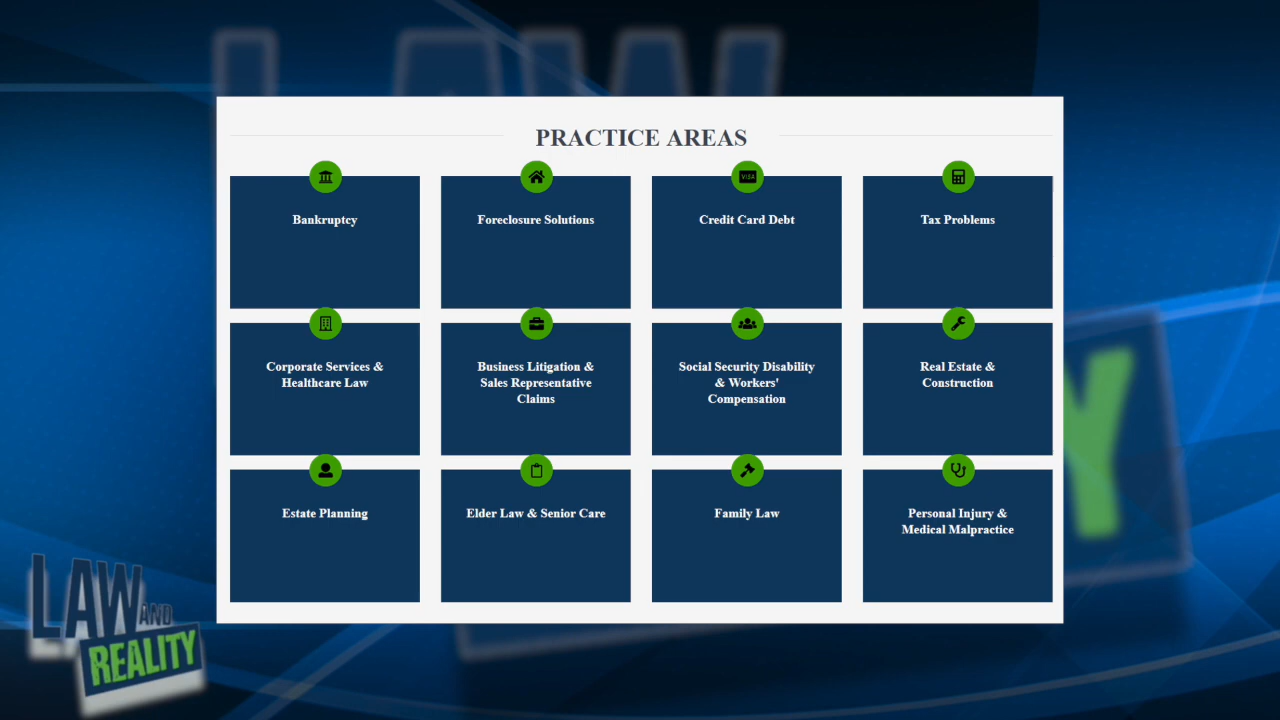 LAW
PRACTICE AREAS
VISA
Bankruptcy
Foreclosure Solutions
Credit Card Debt
Tax Problems
Corporate Services &
Healthcare Law
Business Litigation &
Sales Representative
Claims
Social Security Disability
& Workers'
Compensation
Real Estate &
Construction
Estate Planning
Elder Law & Senior Care
Family Law
Personal Injury &
Medical Malpractice
Y
LAW AND
REALITY